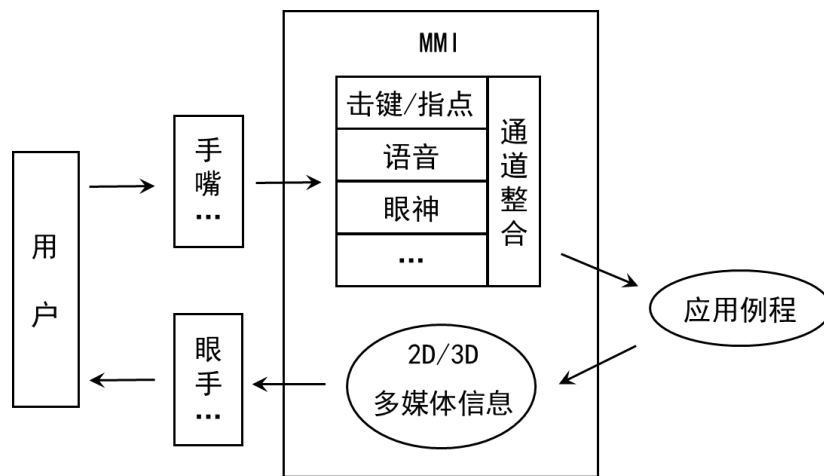 MMI
用户
手
嘴
…
击键/指点
语音
眼神
…
通道整合
应用例程
眼
手
…
2D/3D
多媒体信息